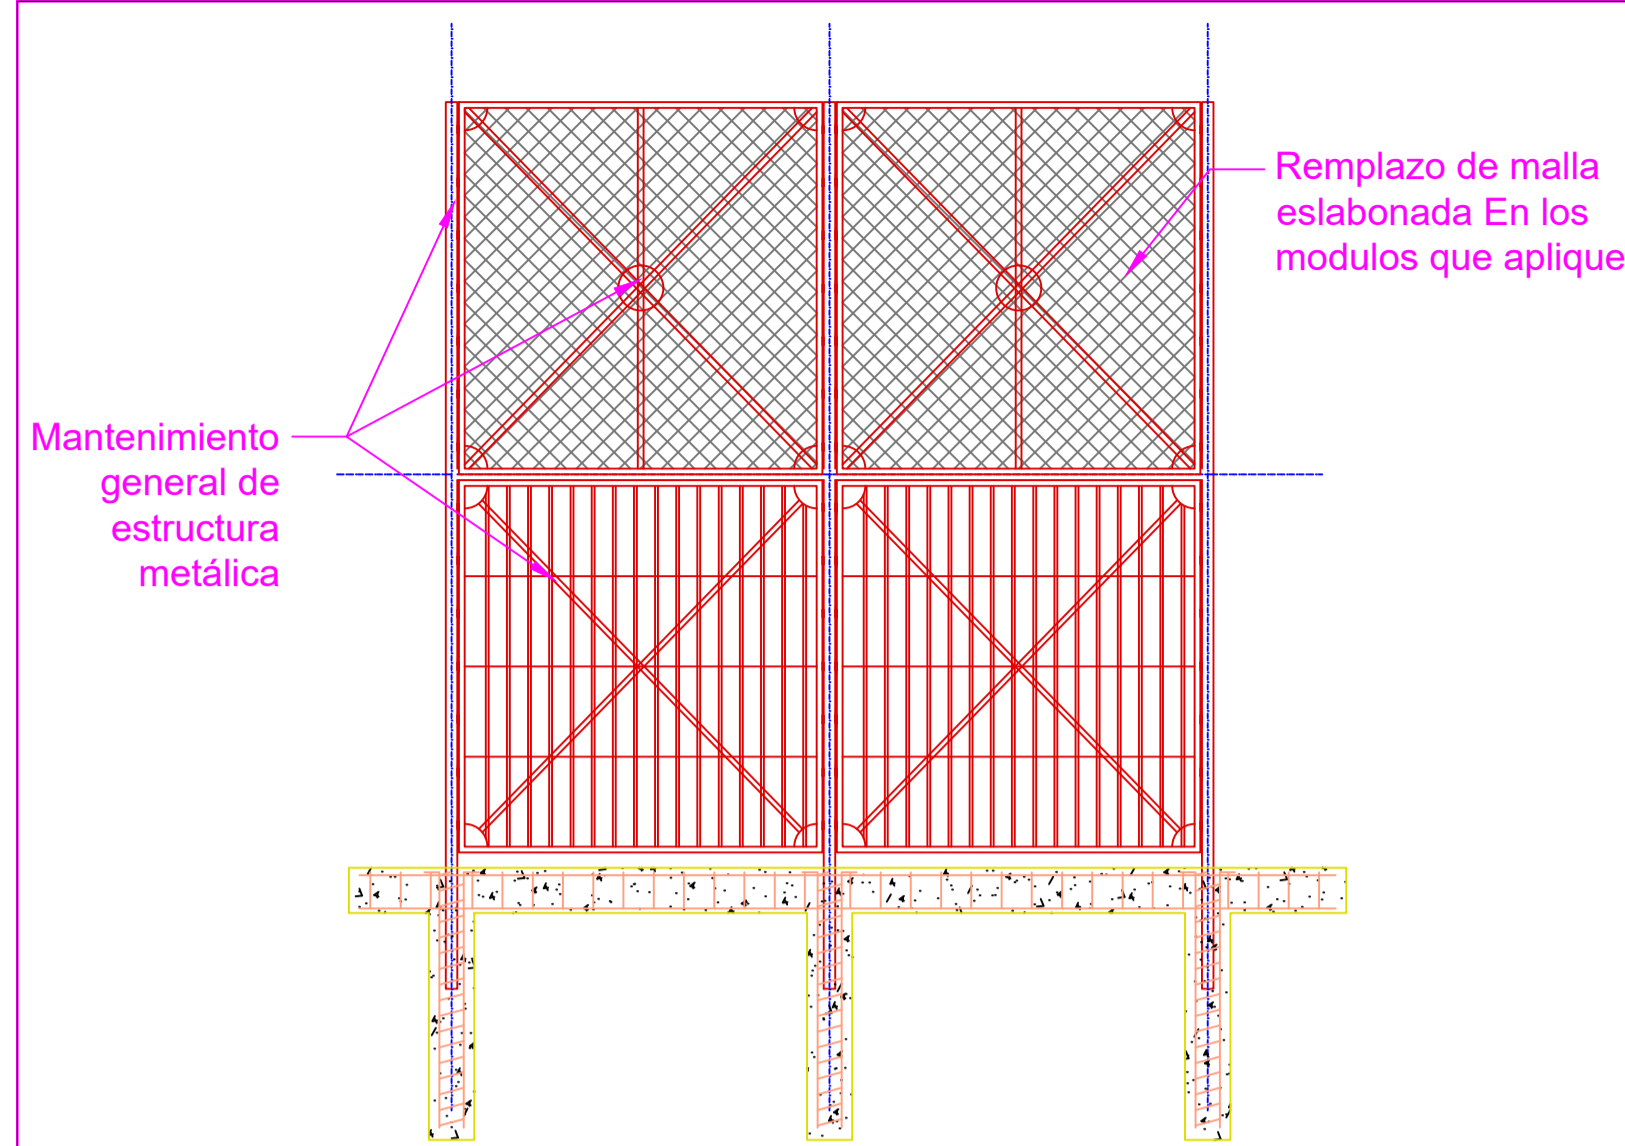 Remplazo de malla
eslabonada En los
modulos que aplique
Mantenimiento
general de
estructura
metálica